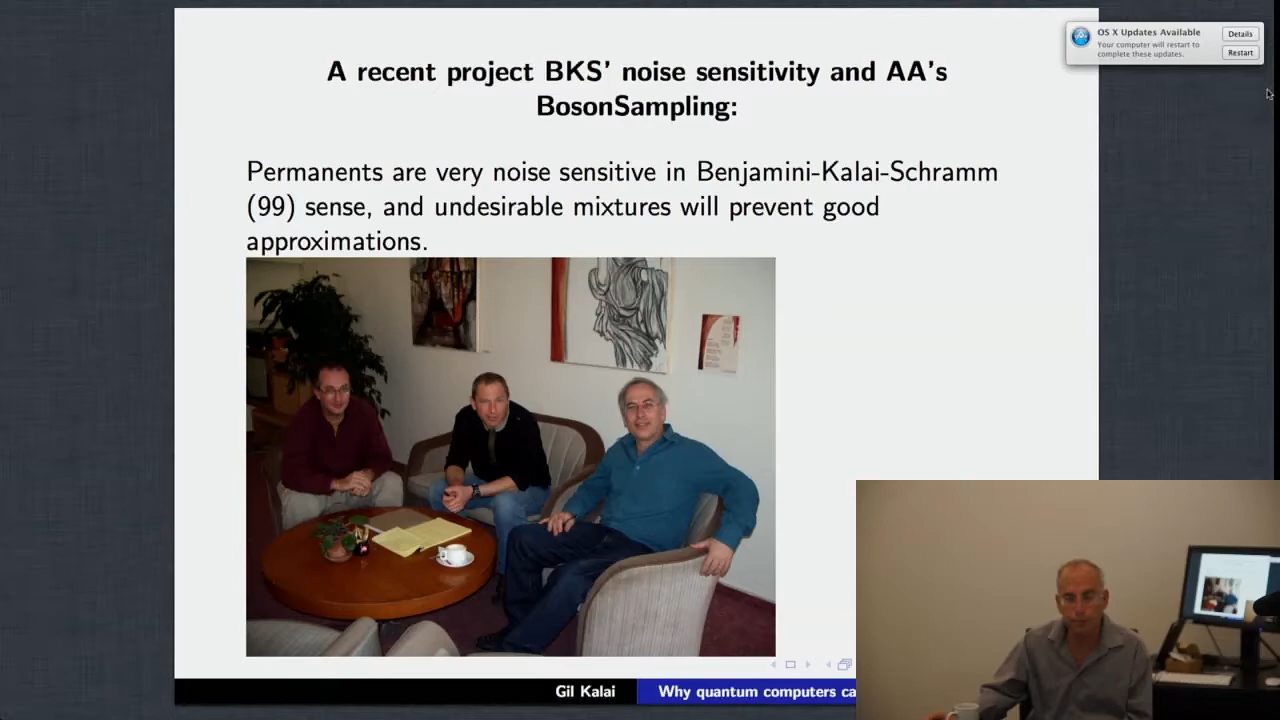 A recent project BKS' noise sensitivity and AA's
BosonSampling:
Permanents are very noise sensitive in Benjamini-Kalai-Schramm
(99) sense, and undesirable mixtures will prevent good
approximations.
Gil Kalai
Why quantum computers ca
OS X Updates Available
Your computer will restart to
complete these updates.
Details
Restart